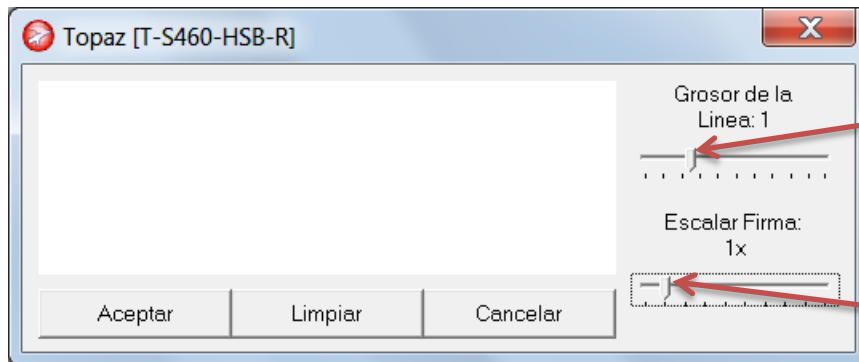 Topaz [T-S460-HSB-R]
Grosor de la
Linea: 1
Escalar Firma:
1x
Aceptar
Limpiar
Cancelar